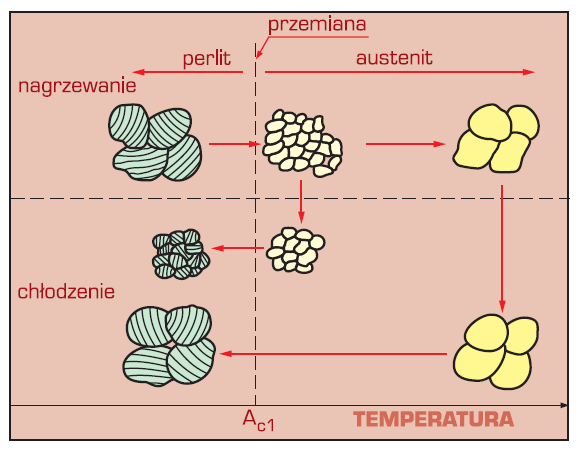 przemiana
perlit
austenit
nagrzewanie
chłodzenie
Ac1
TEMPERATURA